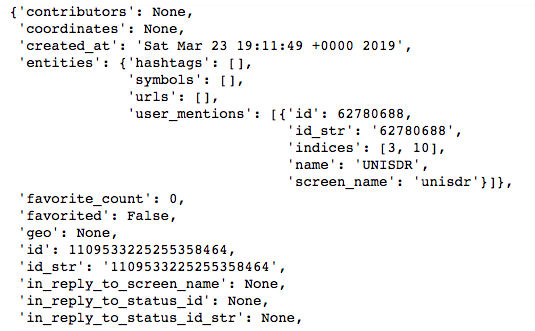 {'contributors': None,
'coordinates': None,
'created_at': 'Sat Mar 23 19:11:49 +0000 2019',
'entities': {'hashtags': [],
'symbols': [],
'urls': [],
'user_mentions': [{'id': 62780688,
'id_str': '62780688',
'indices': [3, 10],
'name': 'UNISDR',
'screen_name': 'unisdr'}]},
'favorite_count': 0,
'favorited': False,
'geo': None,
'id': 1109533225255358464,
'id_str': '1109533225255358464',
'in_reply_to_screen_name': None,
'in_reply_to_status_id': None,
'in_reply_to_status_id_str': None,